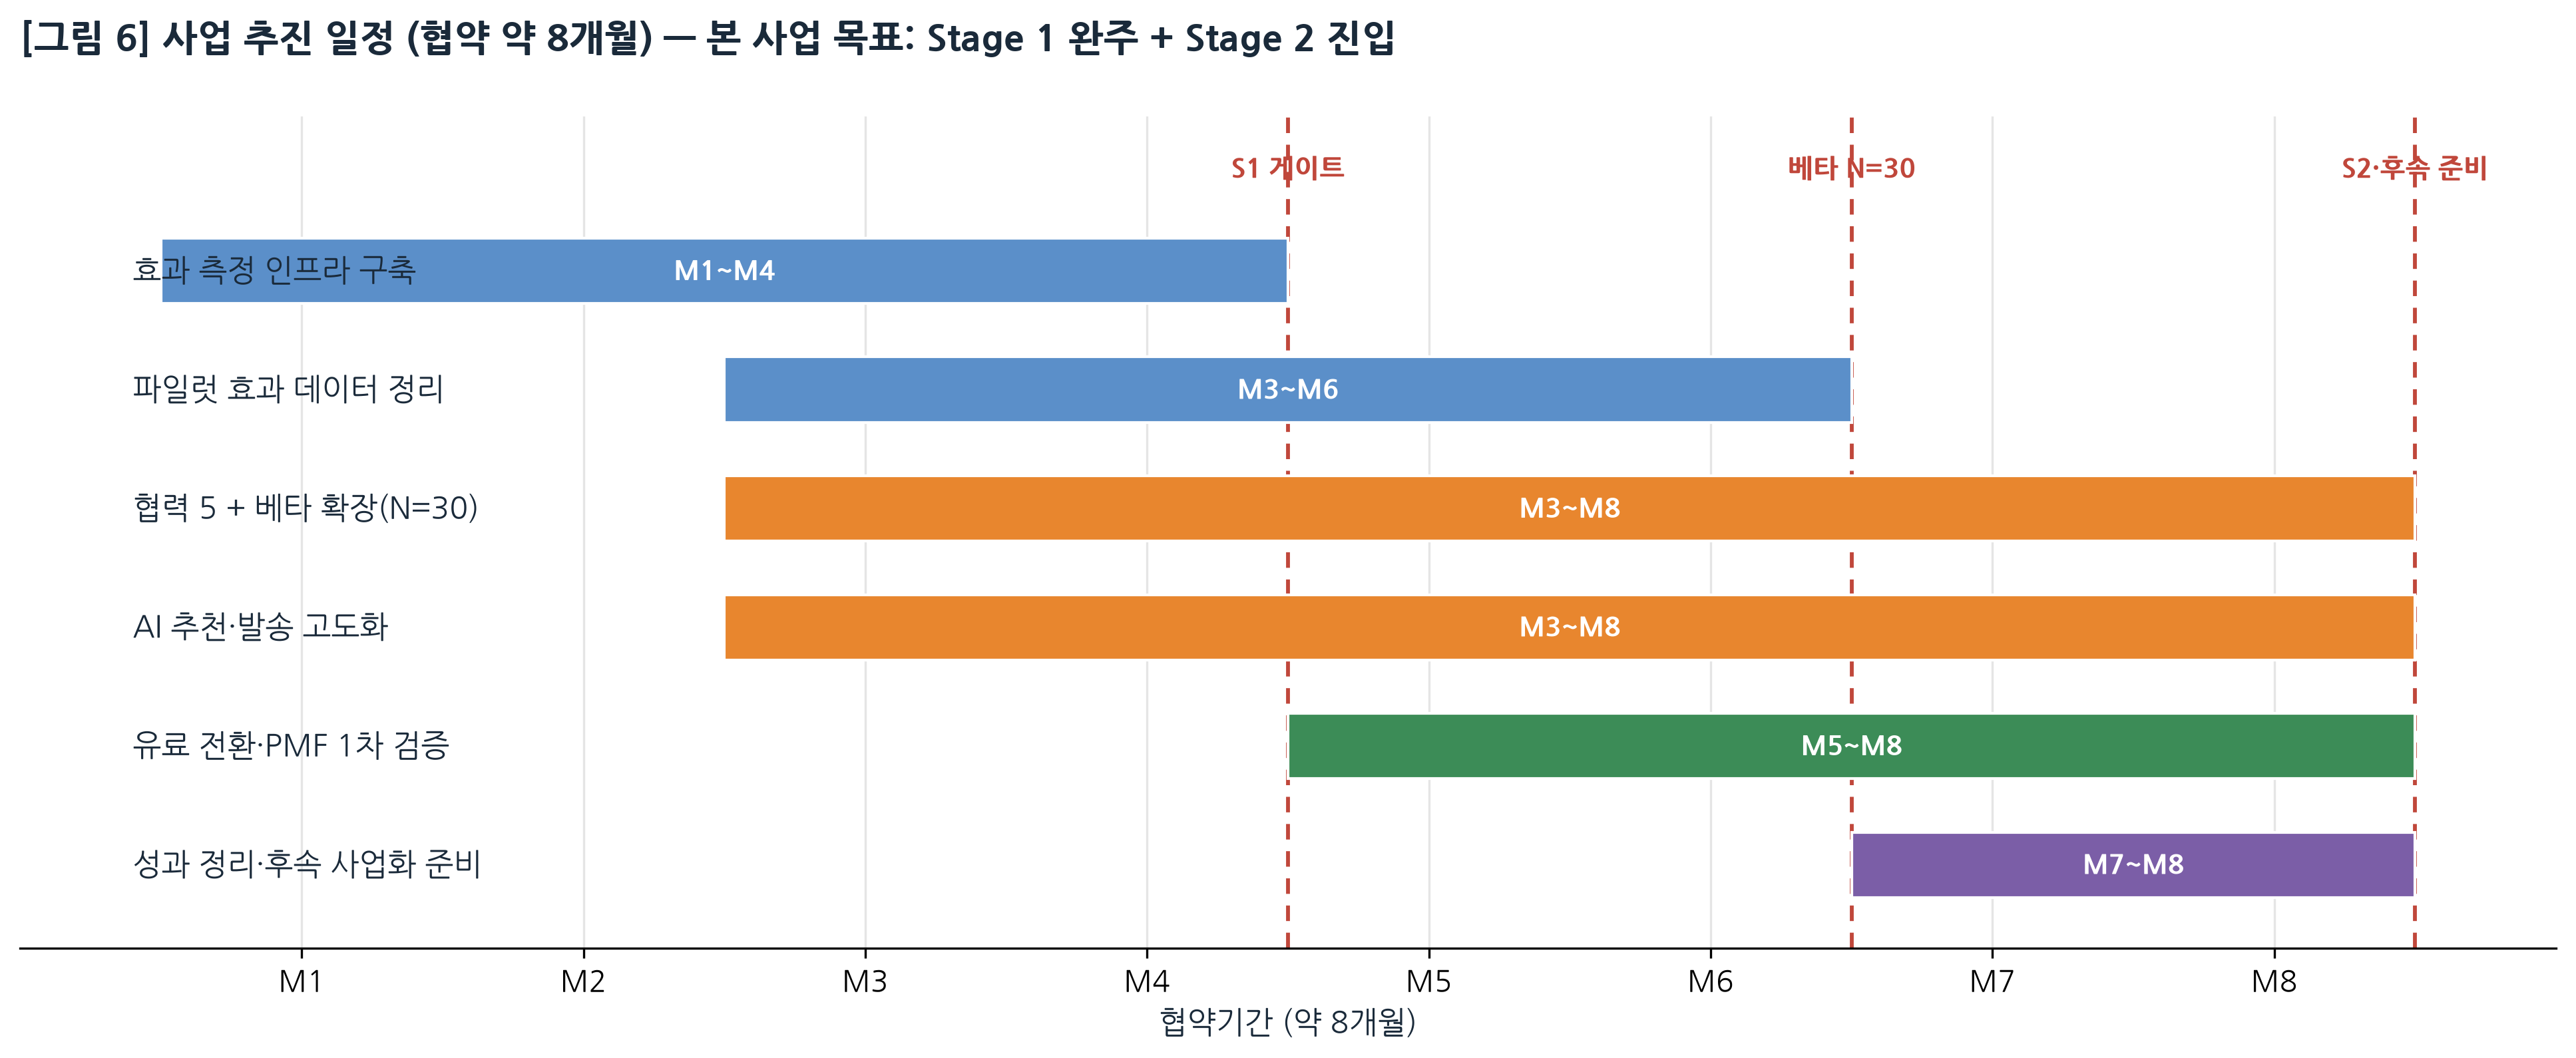 [그림 6] 사업 추진 일정 (협약 약 8개월) — 본 사업 목표: Stage 1 완주 + Stage 2 진입
S1 게이트
베타 N=30
S2·후속 준비
효과 측정 인프라 구축
M1~M4
파일럿 효과 데이터 정리
M3~M6
협력 5 + 베타 확장(N=30)
M3~M8
AI 추천·발송 고도화
M3~M8
유료 전환·PMF 1차 검증
M5~M8
성과 정리·후속 사업화 준비
M7~M8
M1
M2
M3
M4
M5
M6
M7
M8
협약기간 (약 8개월)